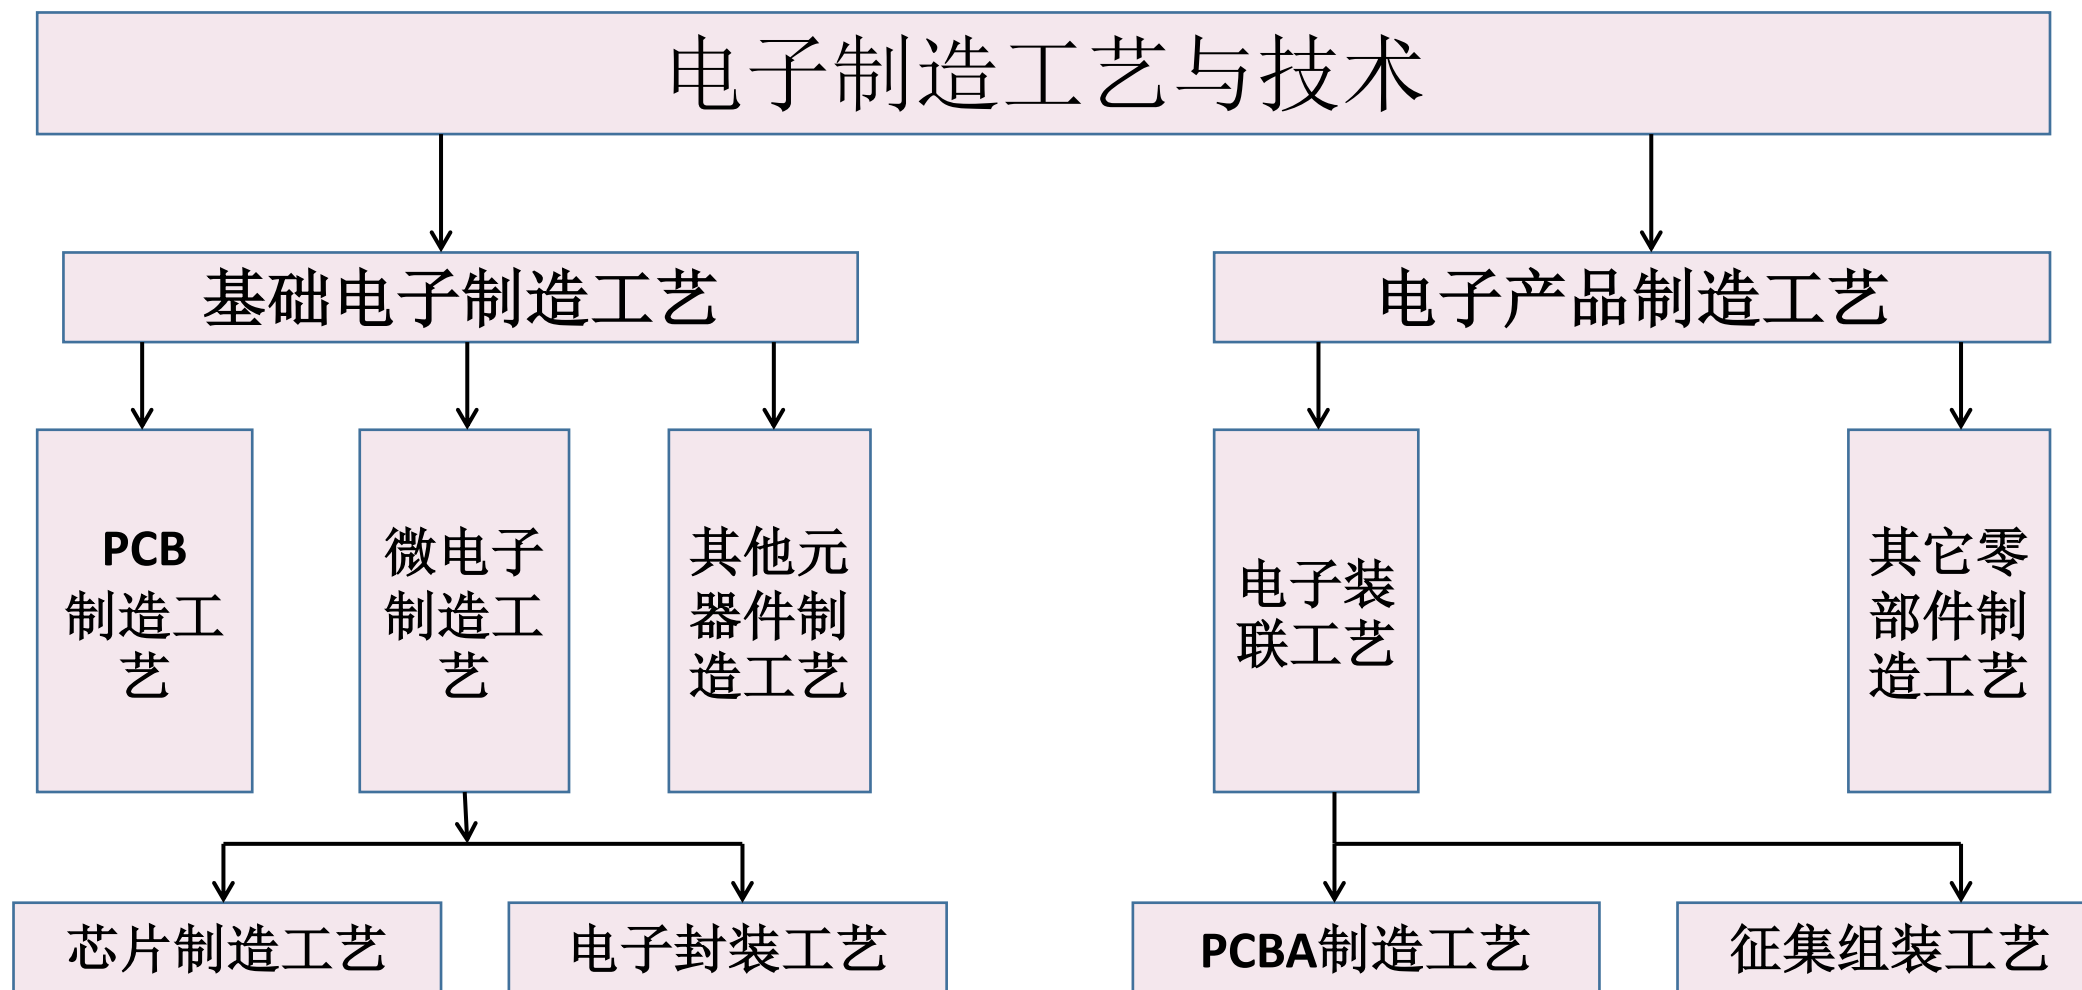 电子制造工艺与技术
基础电子制造工艺
电子产品制造工艺
PCB
制造工
艺
微电子
制造工
艺
其他元
器件制
造工艺
电子装
联工艺
其它零
部件制
造工艺
芯片制造工艺
电子封装工艺
PCBA制造工艺
征集组装工艺